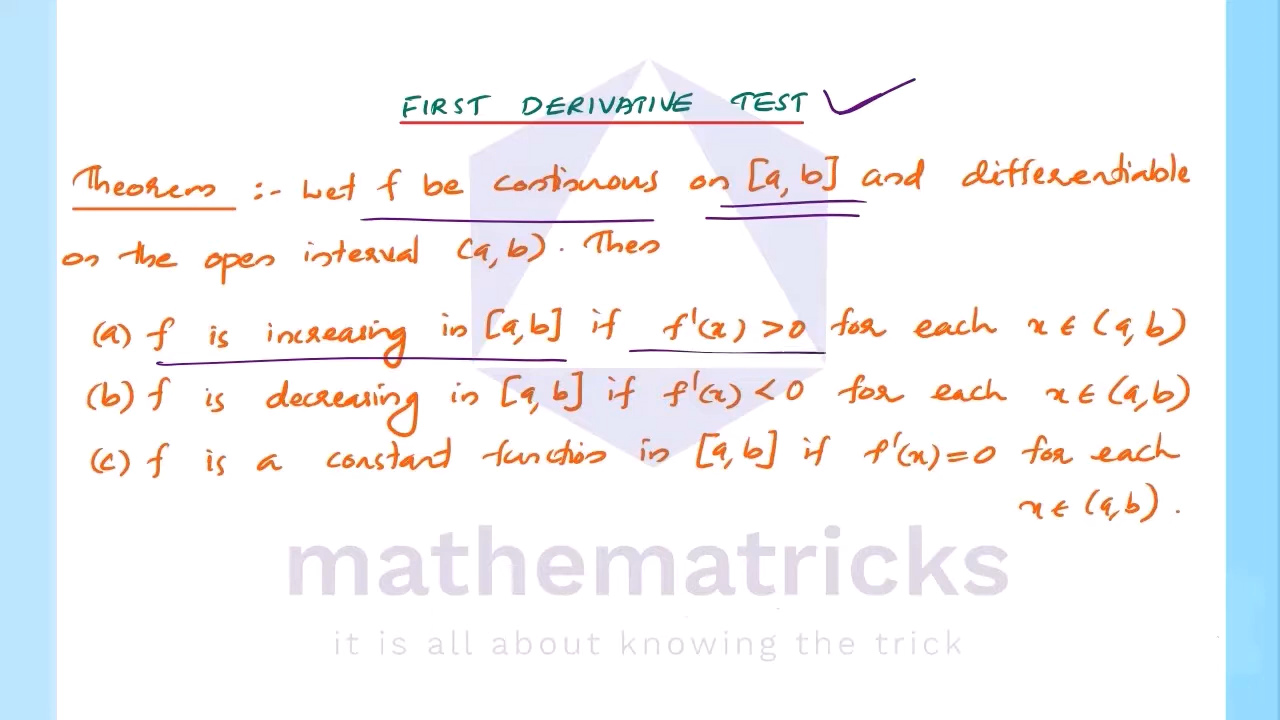 FIRST DERIVATIVE TEST
Theorem :- Let f be continuous on [a, b] and differentiable
on the open interval (a, b). Then
(a) f is increasing in [a,b] if f'(x) >0 for each x ∈ (a, b)
(b) f is decreasing in [a, b] if f'(x) < 0 for each x ∈ (a, b)
(c) f is a constant function in [a, b] if f'(x) = 0 for each
x ∈ (a, b) .
mathematricks
it is all about knowing the trick